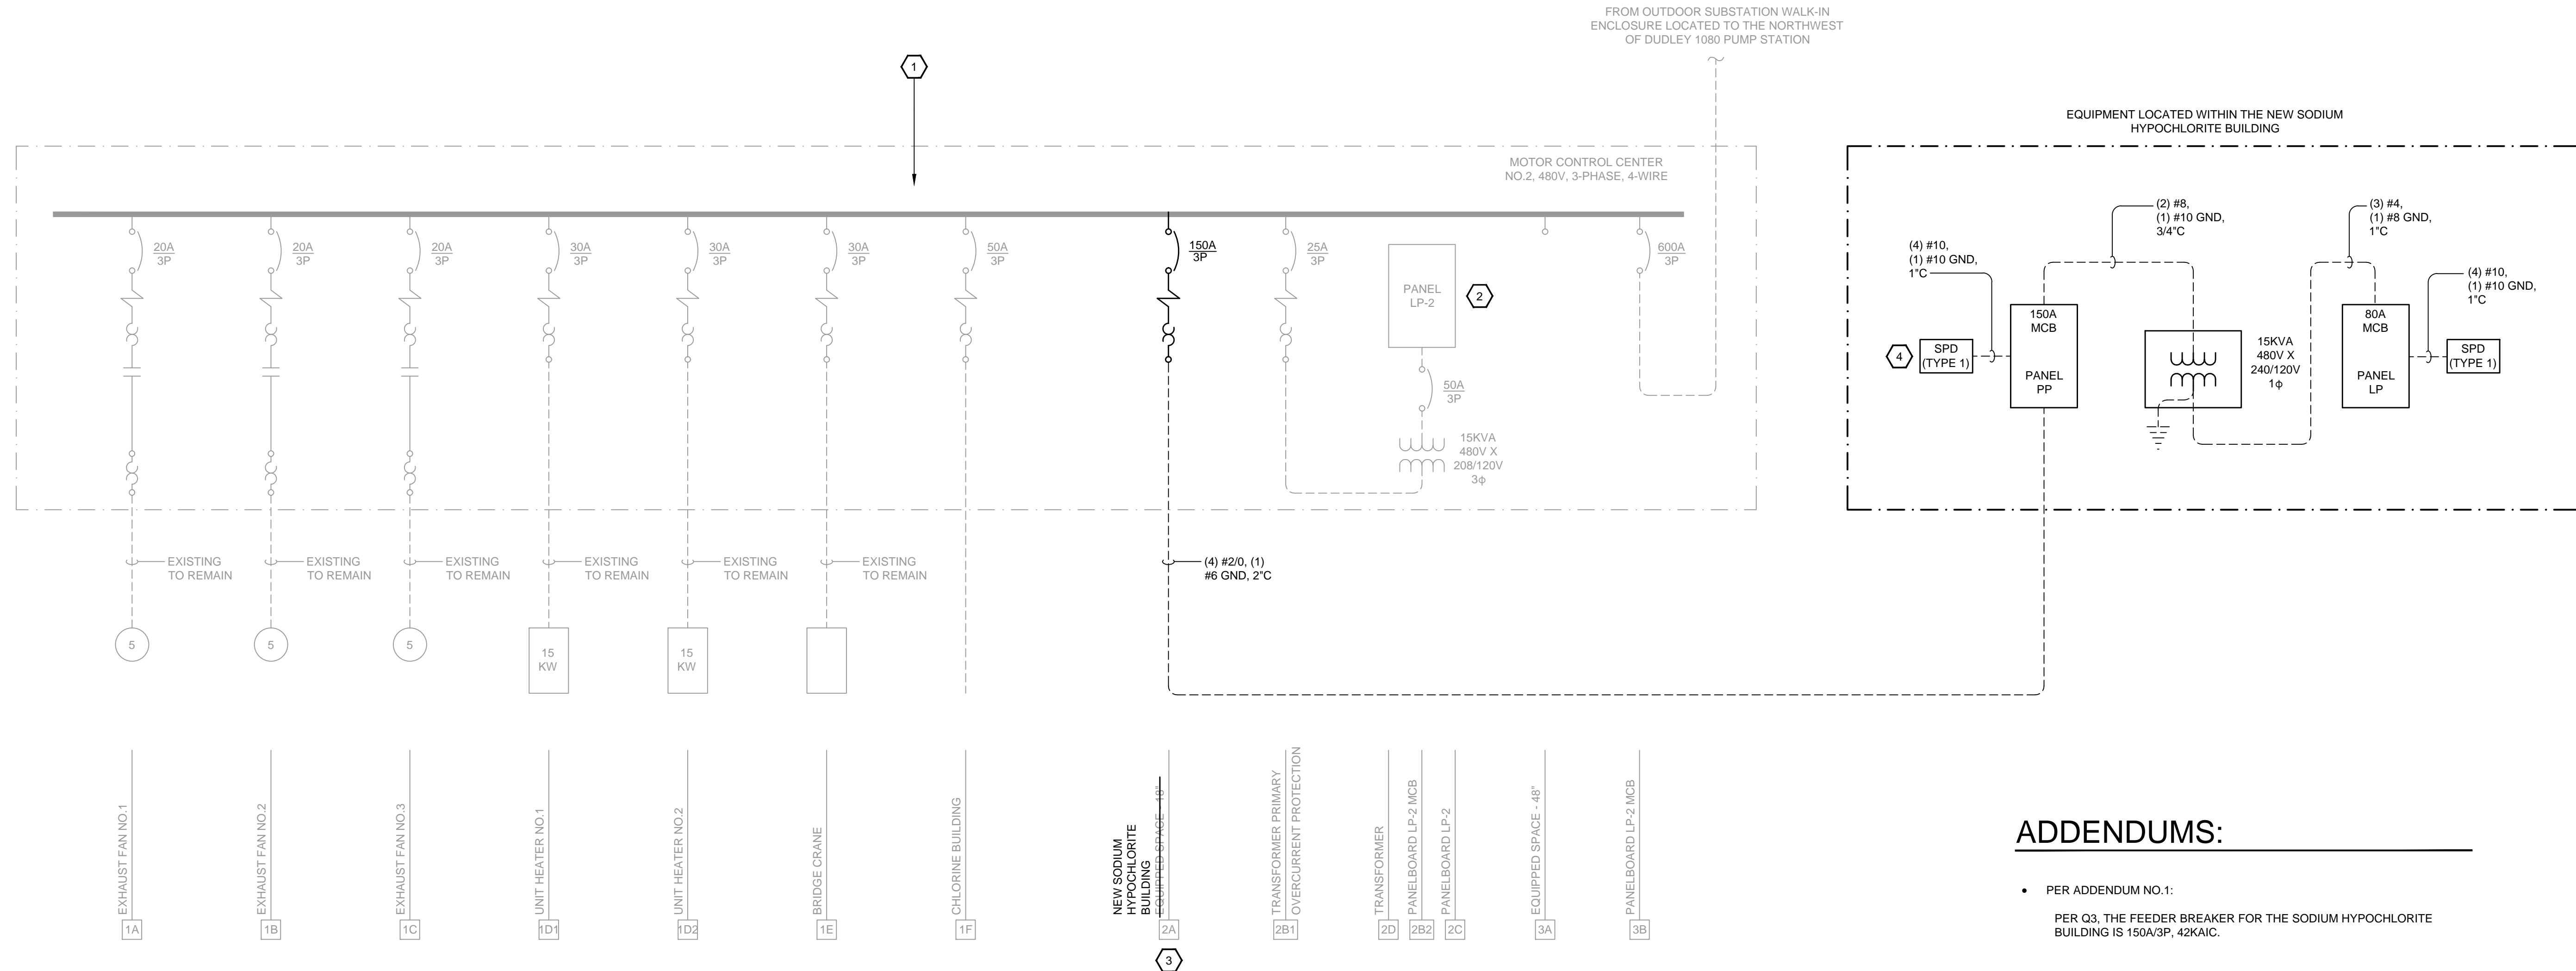 FROM OUTDOOR SUBSTATION WALK-IN
ENCLOSURE LOCATED TO THE NORTHWEST
OF DUDLEY 1080 PUMP STATION
1
EQUIPMENT LOCATED WITHIN THE NEW SODIUM
HYPOCHLORITE BUILDING
MOTOR CONTROL CENTER
NO.2, 480V, 3-PHASE, 4-WIRE
20A
3P
20A
3P
20A
3P
30A
3P
30A
3P
30A
3P
50A
3P
150A
3P
25A
3P
PANEL
LP-2
2
50A
3P
15KVA
480V X
208/120V
3ϕ
600A
3P
(4) #10,
(1) #10 GND,
1"C
(2) #8,
(1) #10 GND,
3/4"C
(3) #4,
(1) #8 GND,
1"C
(4) #10,
(1) #10 GND,
1"C
4
SPD
(TYPE 1)
150A
MCB
PANEL
PP
15KVA
480V X
240/120V
1ϕ
80A
MCB
PANEL
LP
SPD
(TYPE 1)
EXISTING
TO REMAIN
EXISTING
TO REMAIN
EXISTING
TO REMAIN
EXISTING
TO REMAIN
EXISTING
TO REMAIN
EXISTING
TO REMAIN
(4) #2/0, (1)
#6 GND, 2"C
5
5
5
15
KW
15
KW
EXHAUST FAN NO.1
EXHAUST FAN NO.2
EXHAUST FAN NO.3
UNIT HEATER NO.1
UNIT HEATER NO.2
BRIDGE CRANE
CHLORINE BUILDING
NEW SODIUM
HYPOCHLORITE
BUILDING
EQUIPPED SPACE - 18"
TRANSFORMER PRIMARY
OVERCURRENT PROTECTION
TRANSFORMER
PANELBOARD LP-2 MCB
PANELBOARD LP-2
EQUIPPED SPACE - 48"
PANELBOARD LP-2 MCB
1A
1B
1C
1D1
1D2
1E
1F
2A
2B1
2D
2B2
2C
3A
3B
3
ADDENDUMS:
• PER ADDENDUM NO.1:
PER Q3, THE FEEDER BREAKER FOR THE SODIUM HYPOCHLORITE
BUILDING IS 150A/3P, 42KAIC.